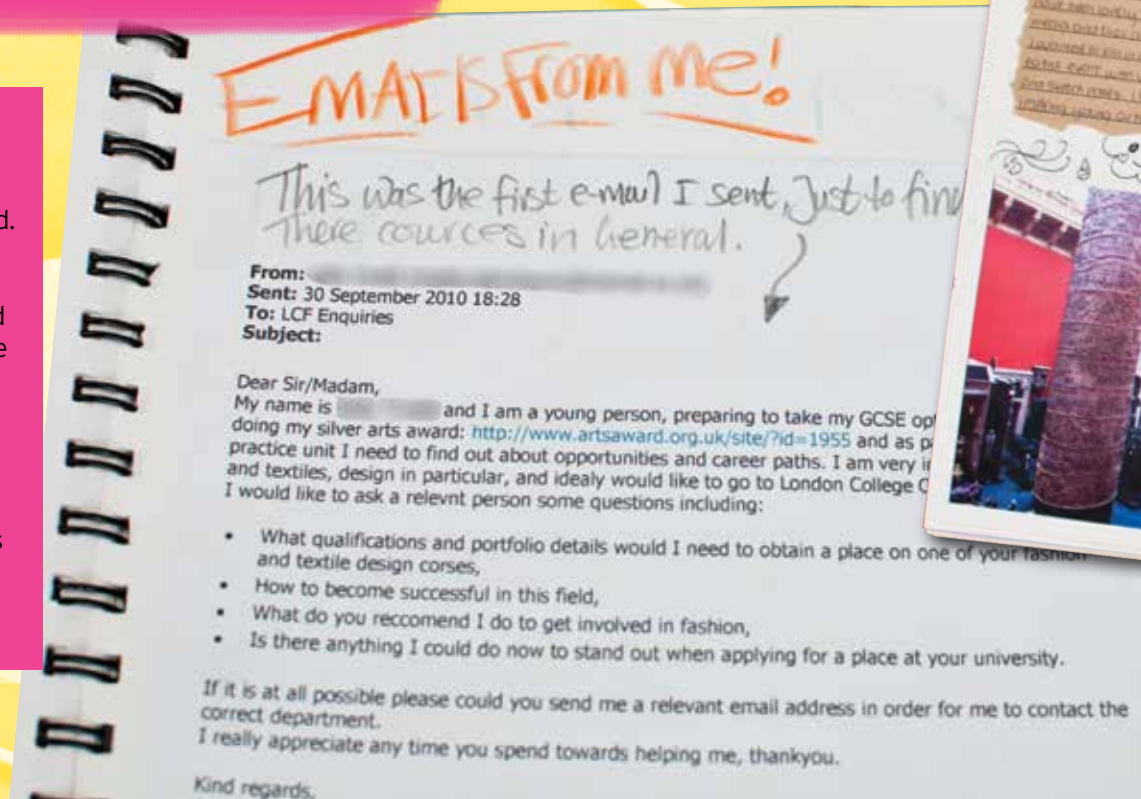 d.
d
e
s
EMAILS From me!
This was the first e-mail I sent, Just to find
There cources in General.
From:
Sent: 30 September 2010 18:28
To: LCF Enquiries
Subject:
Dear Sir/Madam,
My name is and I am a young person, preparing to take my GCSE opt
doing my silver arts award: http://www.artsaward.org.uk/site/?id=1955 and as p
practice unit I need to find out about opportunities and career paths. I am very in
and textiles, design in particular, and idealy would like to go to London College O
I would like to ask a relevnt person some questions including:
• What qualifications and portfolio details would I need to obtain a place on one of your fashion
and textile design corses,
• How to become successful in this field,
• What do you reccomend I do to get involved in fashion,
• Is there anything I could do now to stand out when applying for a place at your university.
If it is at all possible please could you send me a relevant email address in order for me to contact the
correct department.
I really appreciate any time you spend towards helping me, thankyou.
Kind regards,